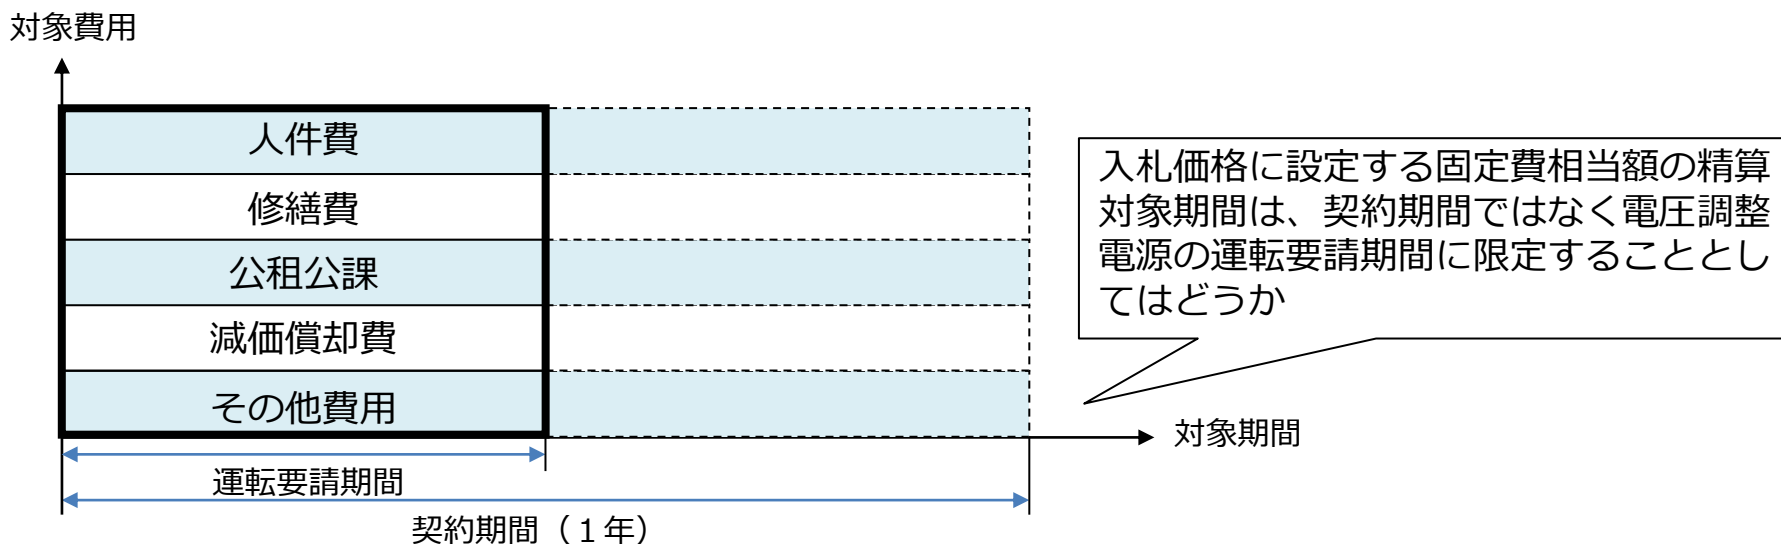 対象費用
人件費
修繕費
公租公課
減価償却費
その他費用
入札価格に設定する固定費相当額の精算
対象期間は、契約期間ではなく電圧調整
電源の運転要請期間に限定することとし
てはどうか
対象期間
運転要請期間
契約期間（１年）